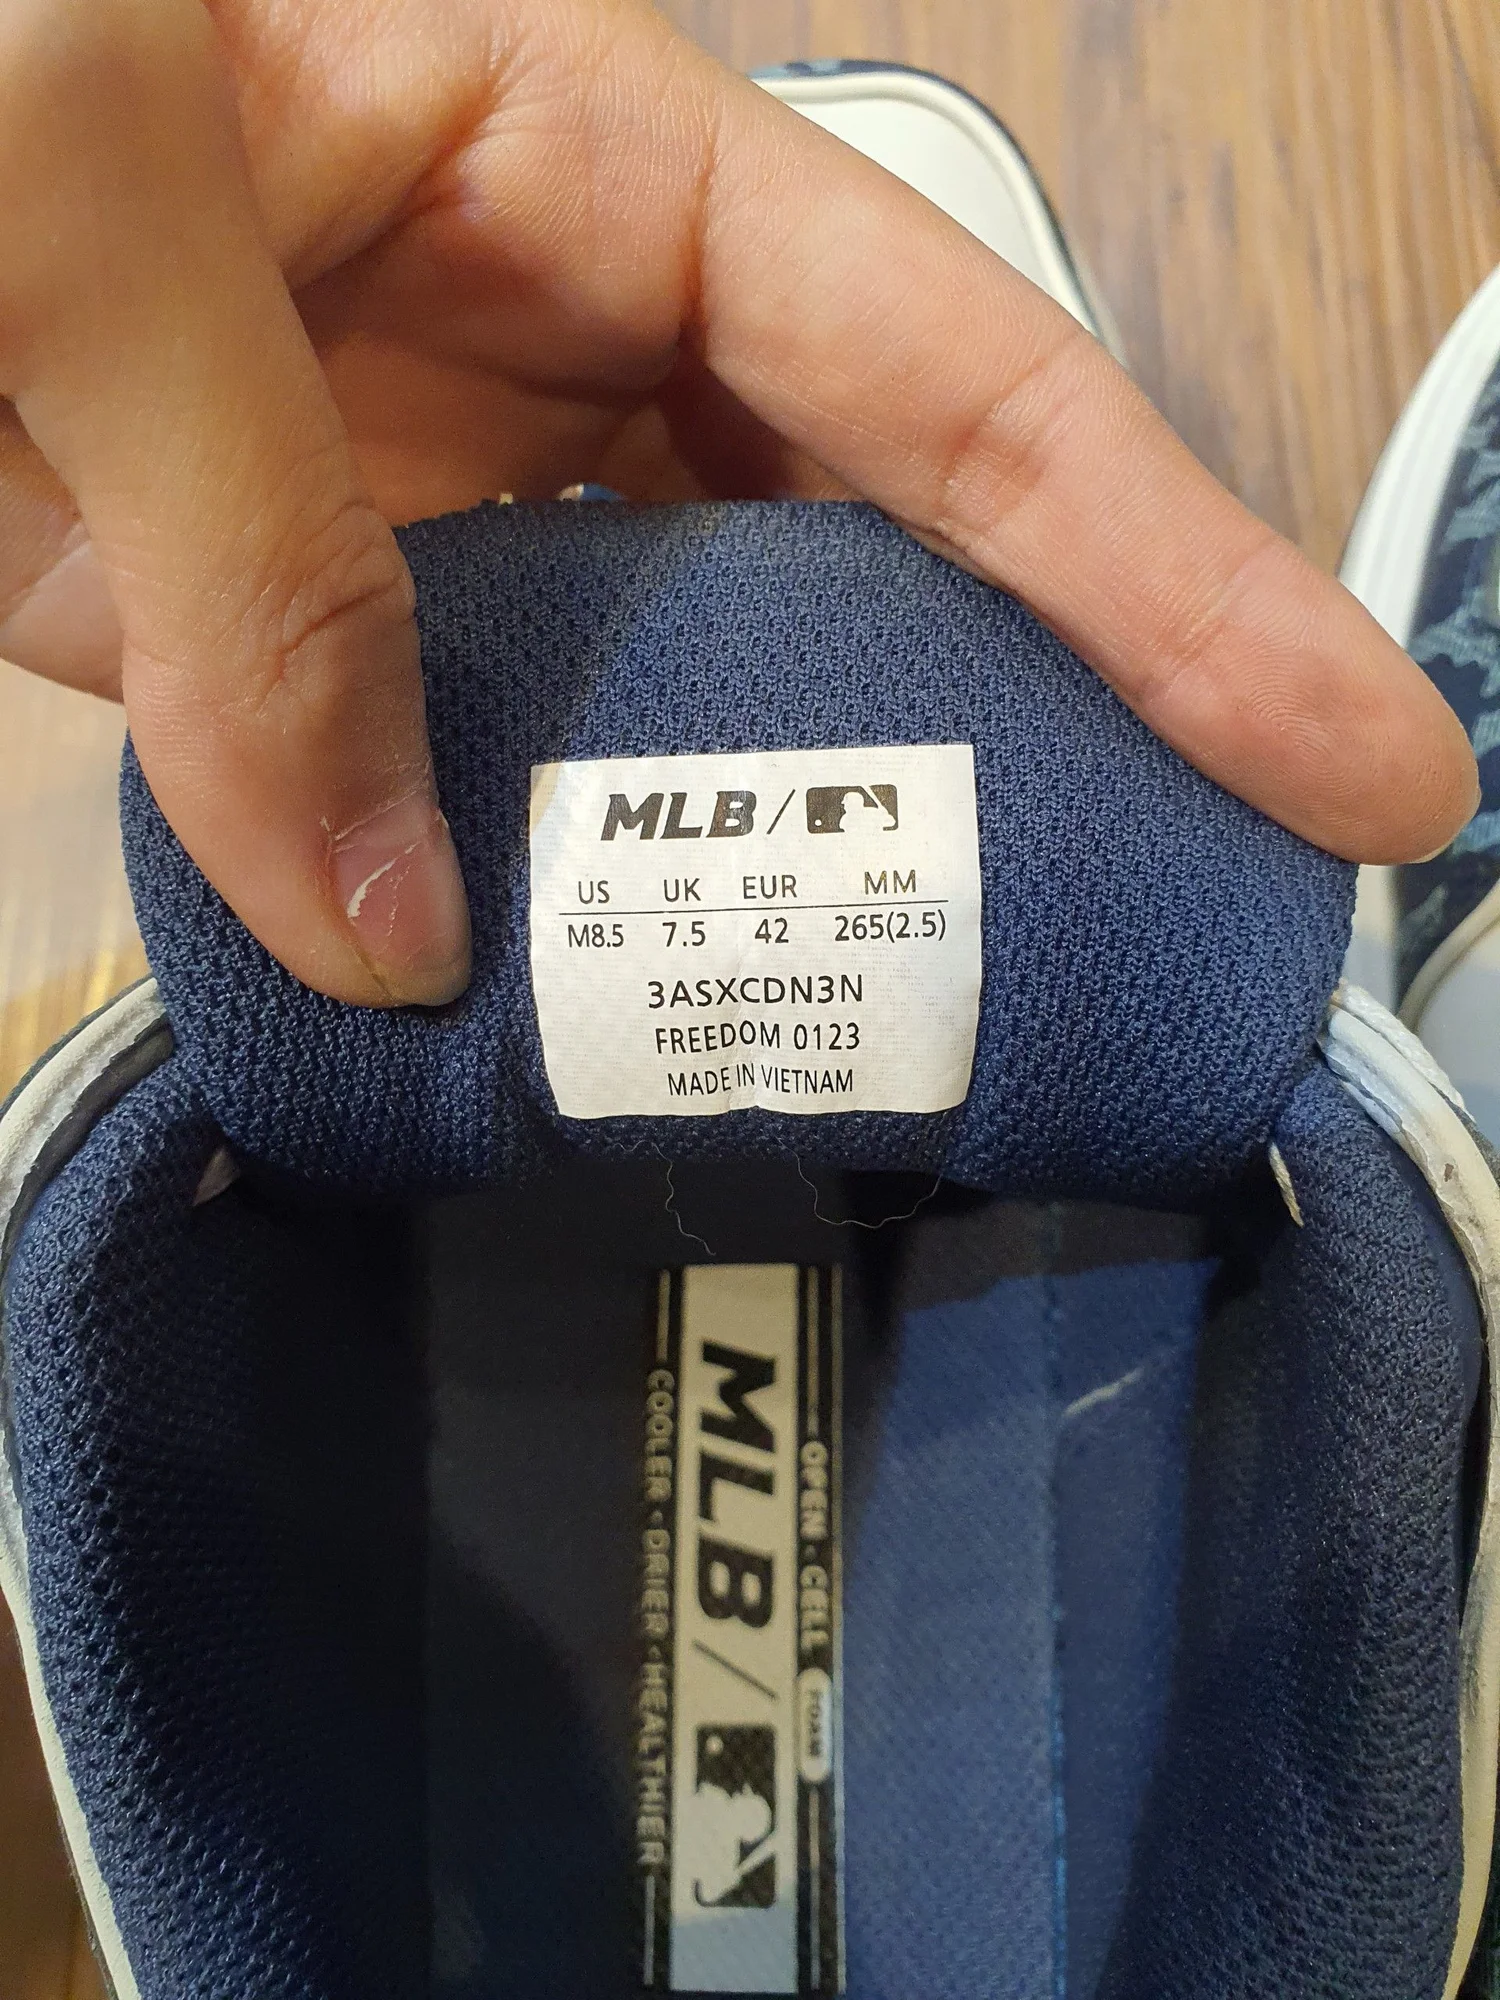 MLB /
US UK EUR MM
M8.5 7.5 42 265(2.5)
3ASXCDN3N
FREEDOM 0123
MADE IN VIETNAM
OPEN·CELL FOAM
MLB /
COOLER·DRIER·HEALTHIER